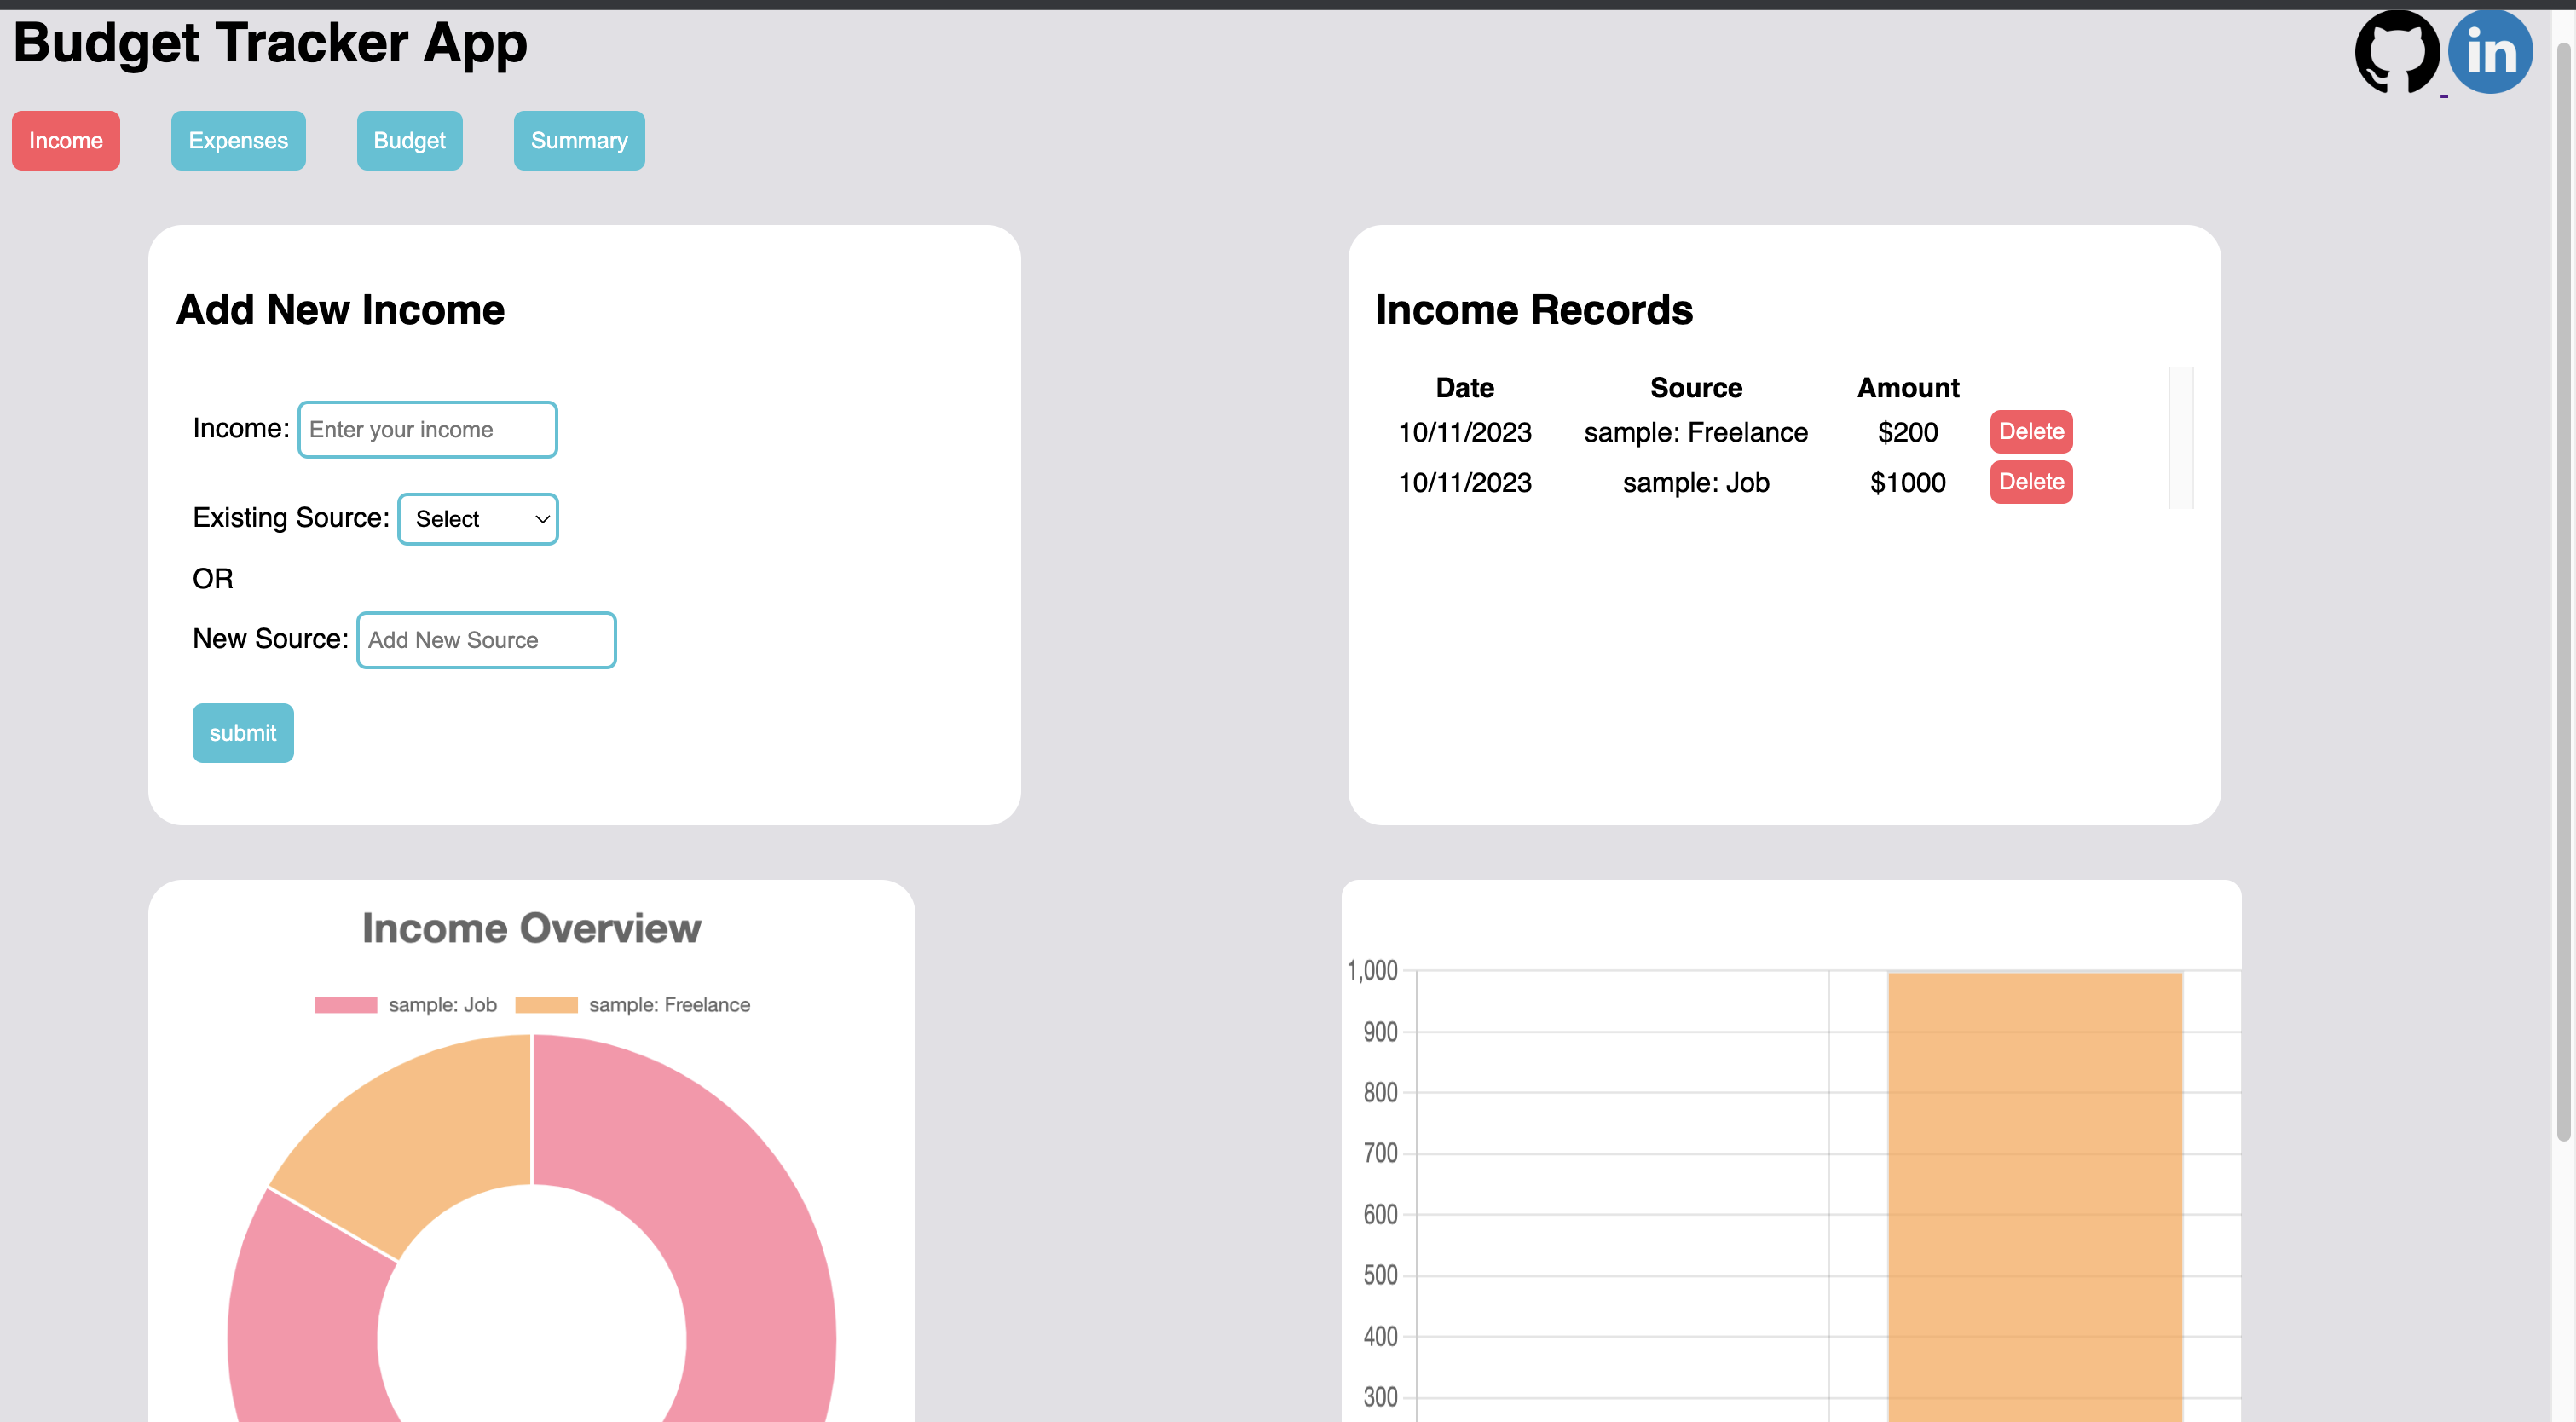 Budget Tracker App
in
Income Expenses Budget Summary
Add New Income
Income: Enter your income
Existing Source: Select
OR
New Source: Add New Source
submit
Income Records
Date Source Amount
10/11/2023 sample: Freelance $200 Delete
10/11/2023 sample: Job $1000 Delete
Income Overview
sample: Job sample: Freelance
1,000
900
800
700
600
500
400
300